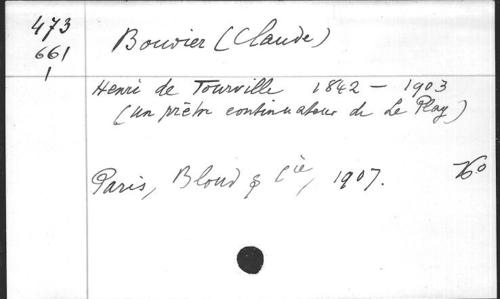 473
661
1
Bouvier (Claude)
Henri de Tourville 1842 - 1903
(un prêtre continuateur de Le Play)
Paris, Bloud & Cie, 1907.